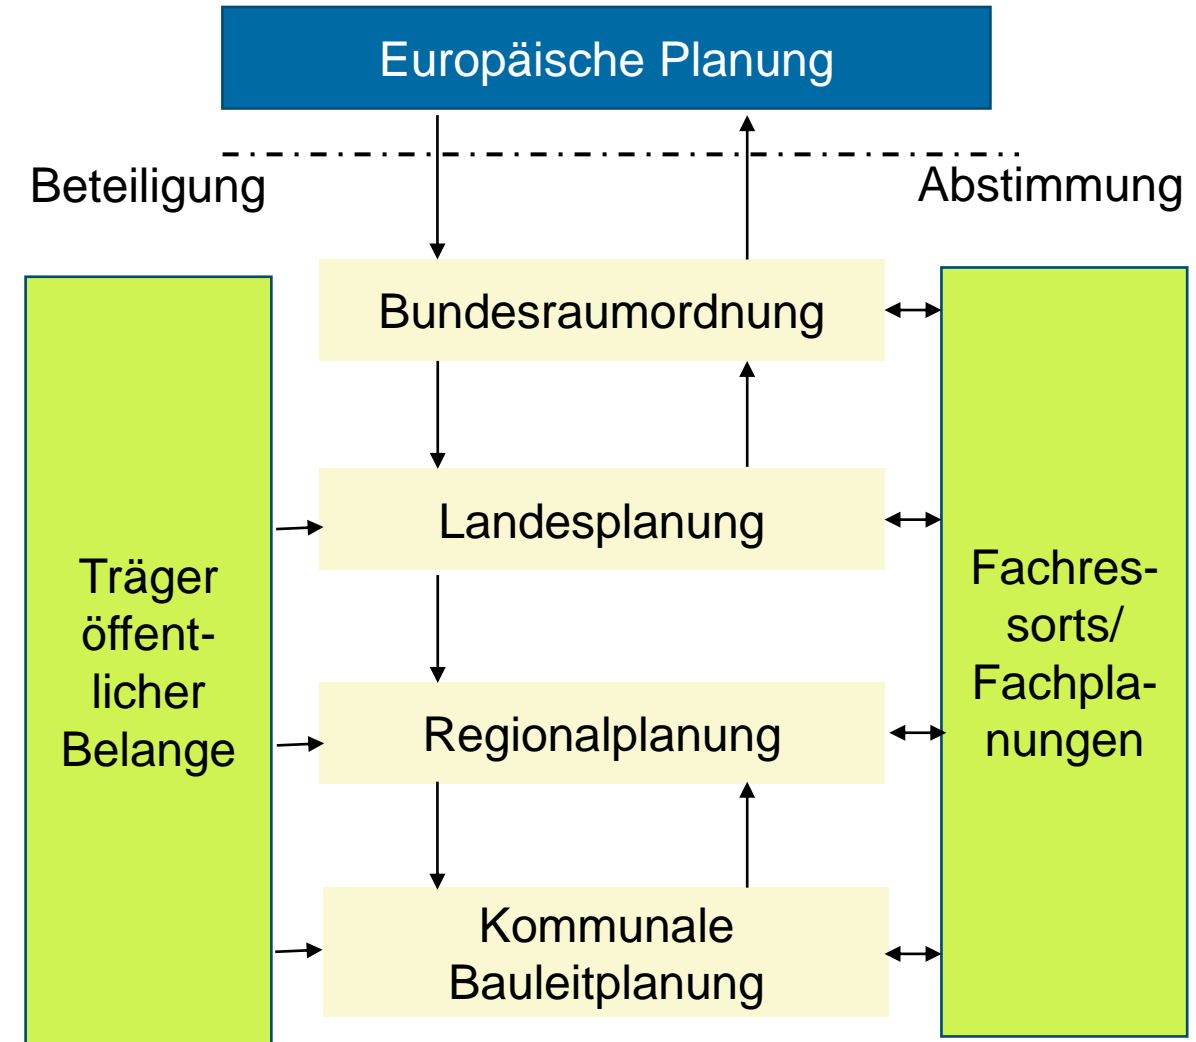 Europäische Planung
Beteiligung
Abstimmung
Bundesraumordnung
Landesplanung
Träger
öffent-
licher
Belange
Fachres-
sorts/
Fachpla-
nungen
Regionalplanung
Kommunale
Bauleitplanung